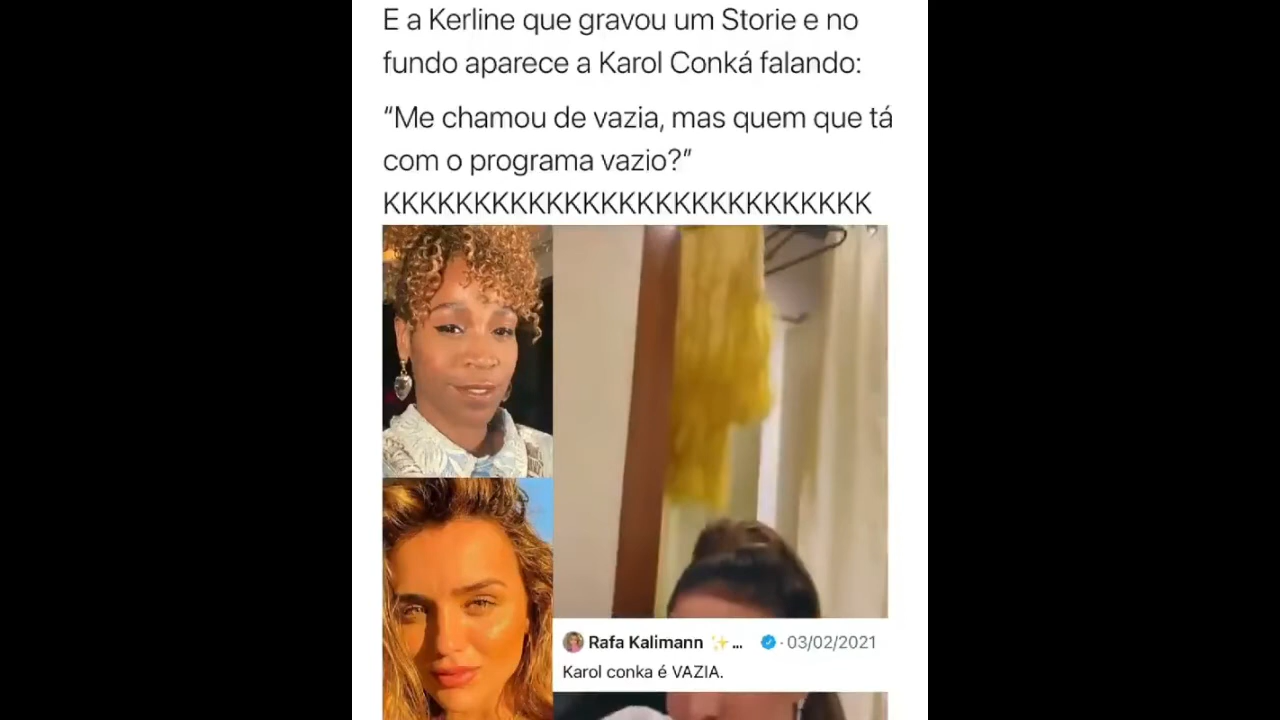 E a Kerline que gravou um Storie e no
fundo aparece a Karol Conká falando:
“Me chamou de vazia, mas quem que tá
com o programa vazio?”
KKKKKKKKKKKKKKKKKKKKKKKKKKK
Rafa Kalimann ✨... · 03/02/2021
Karol conka é VAZIA.